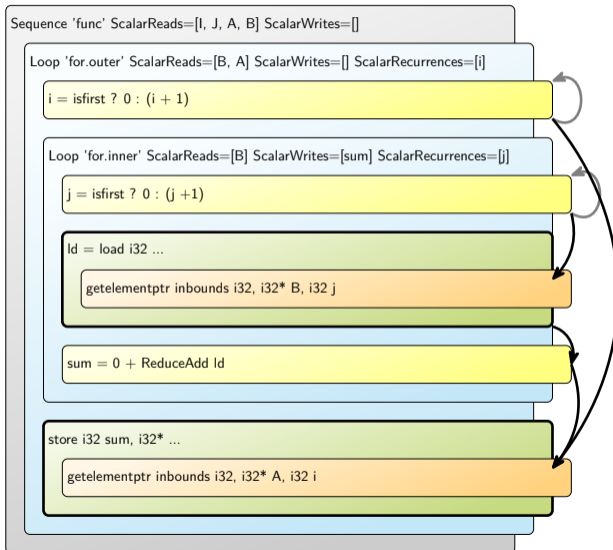 Sequence 'func' ScalarReads=[I, J, A, B] ScalarWrites=[]
Loop 'for.outer' ScalarReads=[B, A] ScalarWrites=[] ScalarRecurrences=[i]
i = isfirst ? 0 : (i + 1)
Loop 'for.inner' ScalarReads=[B] ScalarWrites=[sum] ScalarRecurrences=[j]
j = isfirst ? 0 : (j +1)
ld = load i32 ...
getelementptr inbounds i32, i32* B, i32 j
sum = 0 + ReduceAdd ld
store i32 sum, i32* ...
getelementptr inbounds i32, i32* A, i32 i